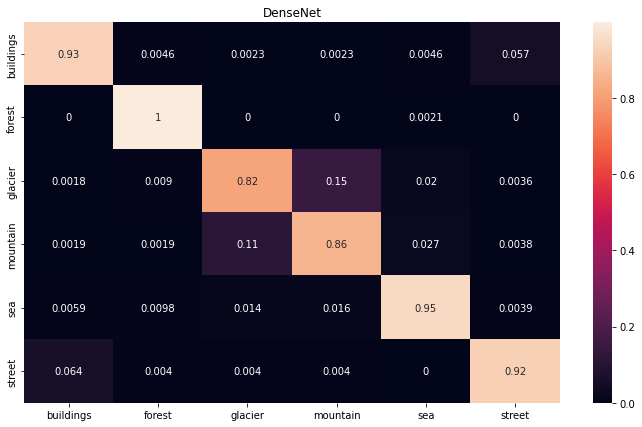 DenseNet
buildings 0.93 0.0046 0.0023 0.0023 0.0046 0.057
forest 0 1 0 0 0.0021 0
glacier 0.0018 0.009 0.82 0.15 0.02 0.0036
mountain 0.0019 0.0019 0.11 0.86 0.027 0.0038
sea 0.0059 0.0098 0.014 0.016 0.95 0.0039
street 0.064 0.004 0.004 0.004 0 0.92
buildings forest glacier mountain sea street
0.8
0.6
0.4
0.2
0.0